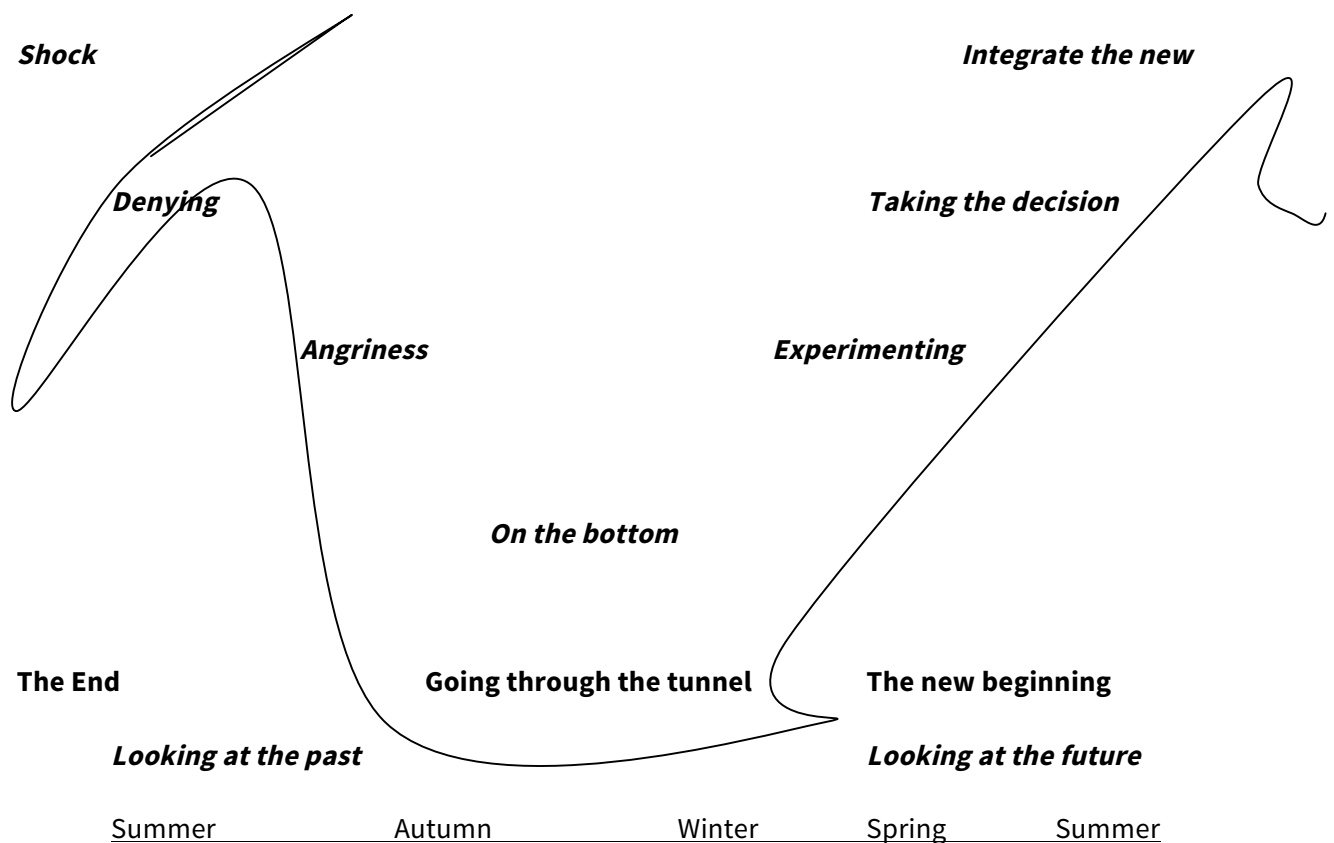 Shock Integrate the new
Denying Taking the decision
Angriness Experimenting
On the bottom
The End Going through the tunnel The new beginning
Looking at the past Looking at the future
Summer Autumn Winter Spring Summer